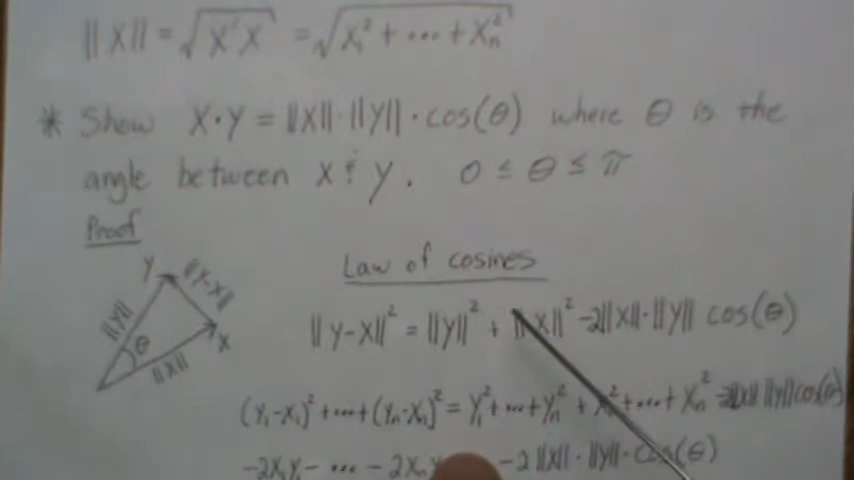 ||X|| = √X'X = √X₁² + ... + Xₙ²
* Show X·Y = ||X||·||Y||·cos(θ) where θ is the
angle between X & Y. 0 ≤ θ ≤ π
Proof
Law of cosines
Y ||Y-X||
||Y||
θ
X
||X||
||Y-X||² = ||Y||² + ||X||² -2||X||·||Y|| cos(θ)
(Y₁-X₁)² + ... + (Yₙ-Xₙ)² = Y₁² + ... + Yₙ² + X₁² + ... + Xₙ² -2||X|| ||Y|| cos(θ)
-2X₁Y₁ - ... - 2XₙY -2||X||·||Y||·cos(θ)